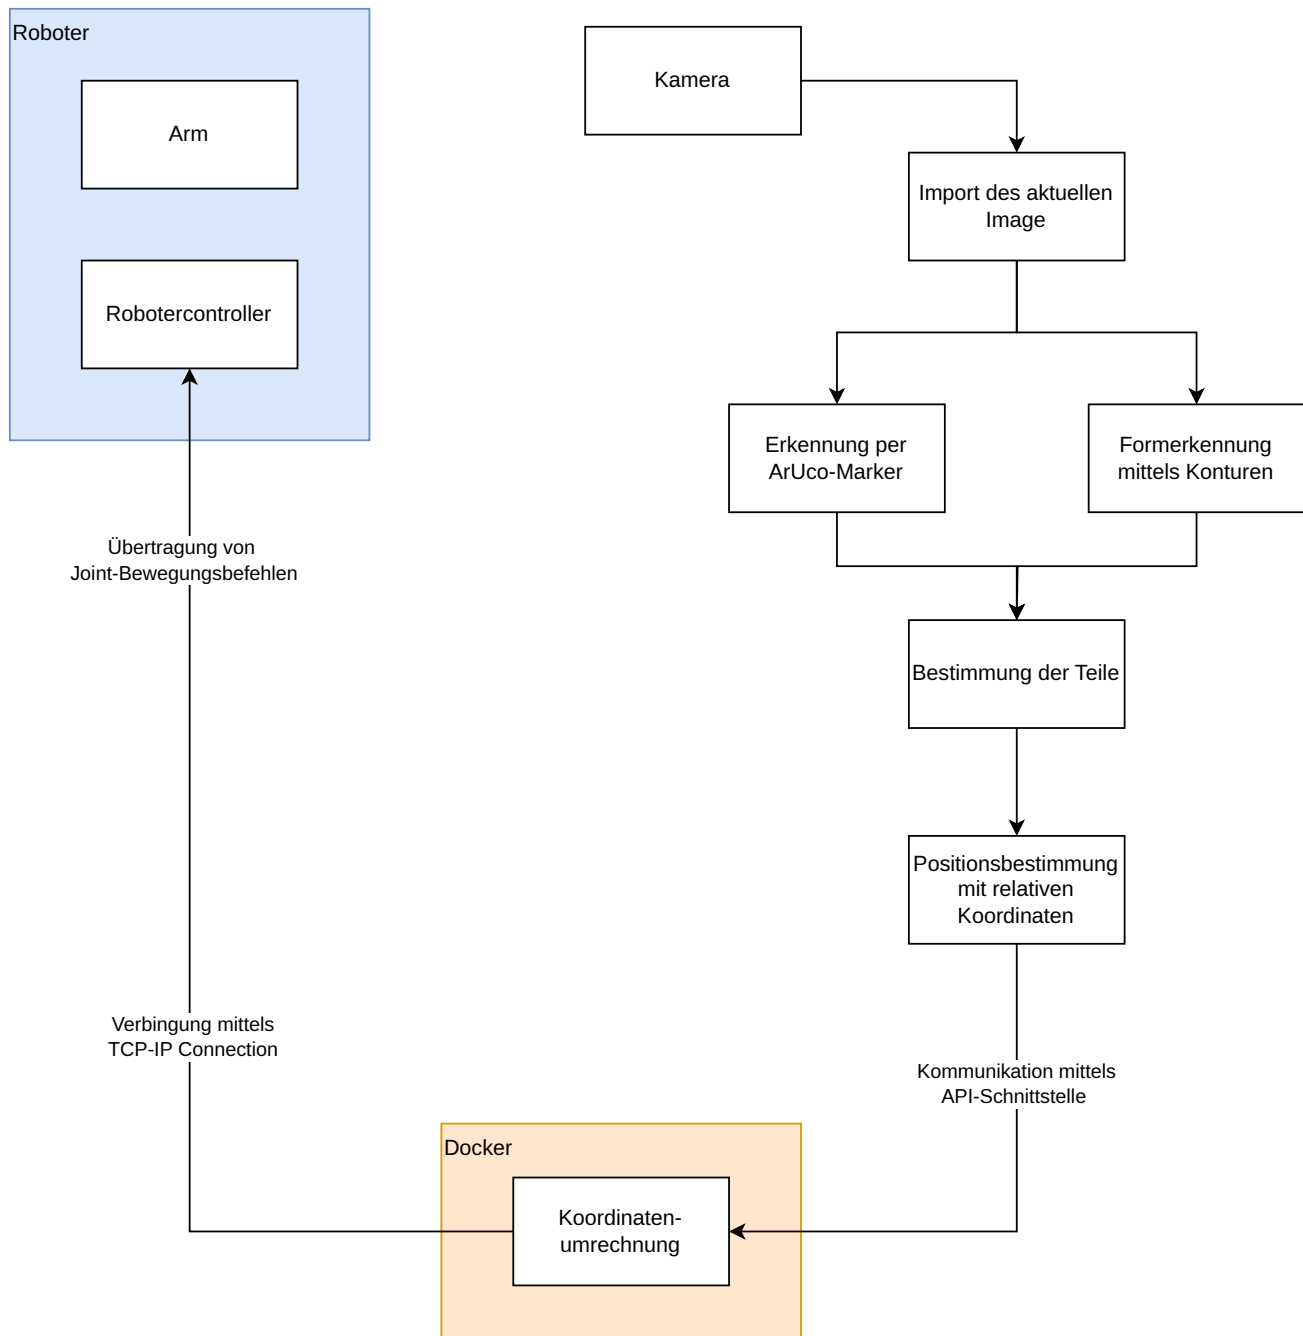 Roboter
Arm
Robotercontroller
Übertragung von
Joint-Bewegungsbefehlen
Verbingung mittels
TCP-IP Connection
Kamera
Import des aktuellen
Image
Erkennung per
ArUco-Marker
Formerkennung
mittels Konturen
Bestimmung der Teile
Positionsbestimmung
mit relativen
Koordinaten
Kommunikation mittels
API-Schnittstelle
Docker
Koordinaten-
umrechnung